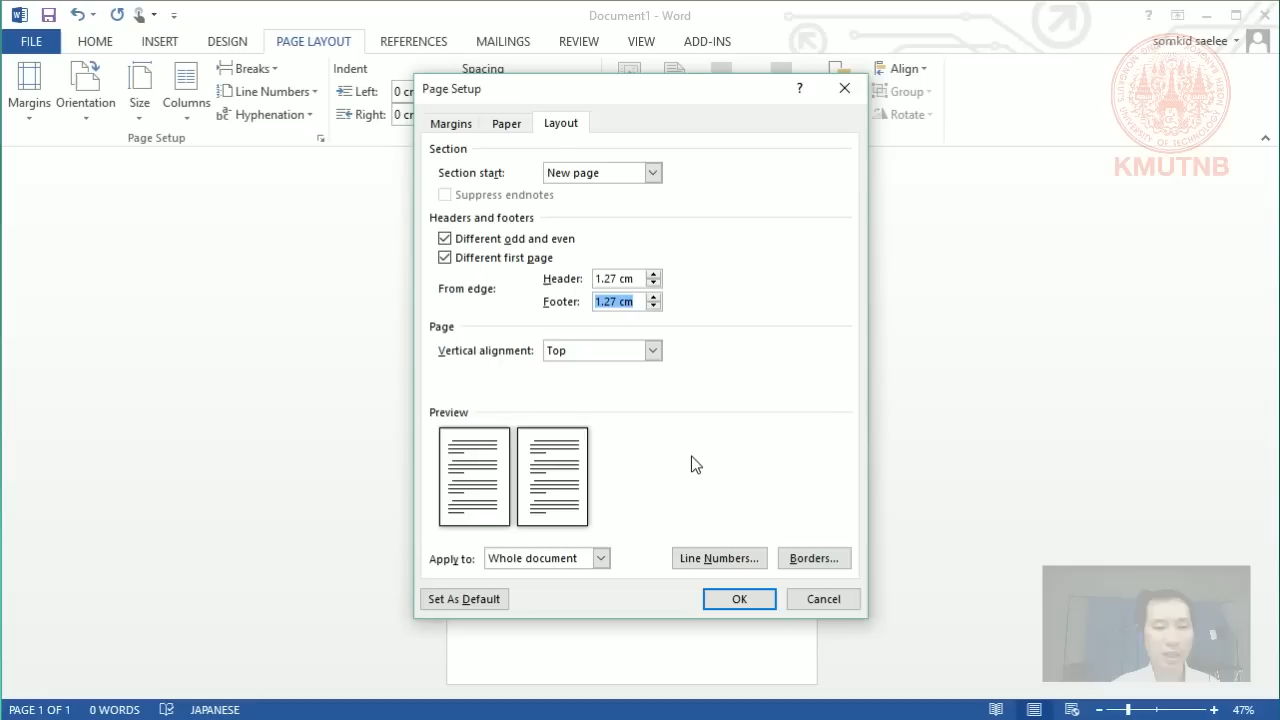 Document1 - Word
?
FILE HOME INSERT DESIGN PAGE LAYOUT REFERENCES MAILINGS REVIEW VIEW ADD-INS somkid saelee
Margins Orientation Size Columns
Breaks
Line Numbers
Hyphenation
Page Setup
Indent
Left: 0 cr
Right: 0 cr
Spacing
Align
Group
Rotate
KMUTNB
Page Setup ?
Margins Paper Layout
Section
Section start: New page
Suppress endnotes
Headers and footers
Different odd and even
Different first page
From edge:
Header: 1.27 cm
Footer: 1.27 cm
Page
Vertical alignment: Top
Preview
Apply to: Whole document Line Numbers... Borders...
Set As Default OK Cancel
PAGE 1 OF 1 0 WORDS JAPANESE 47%